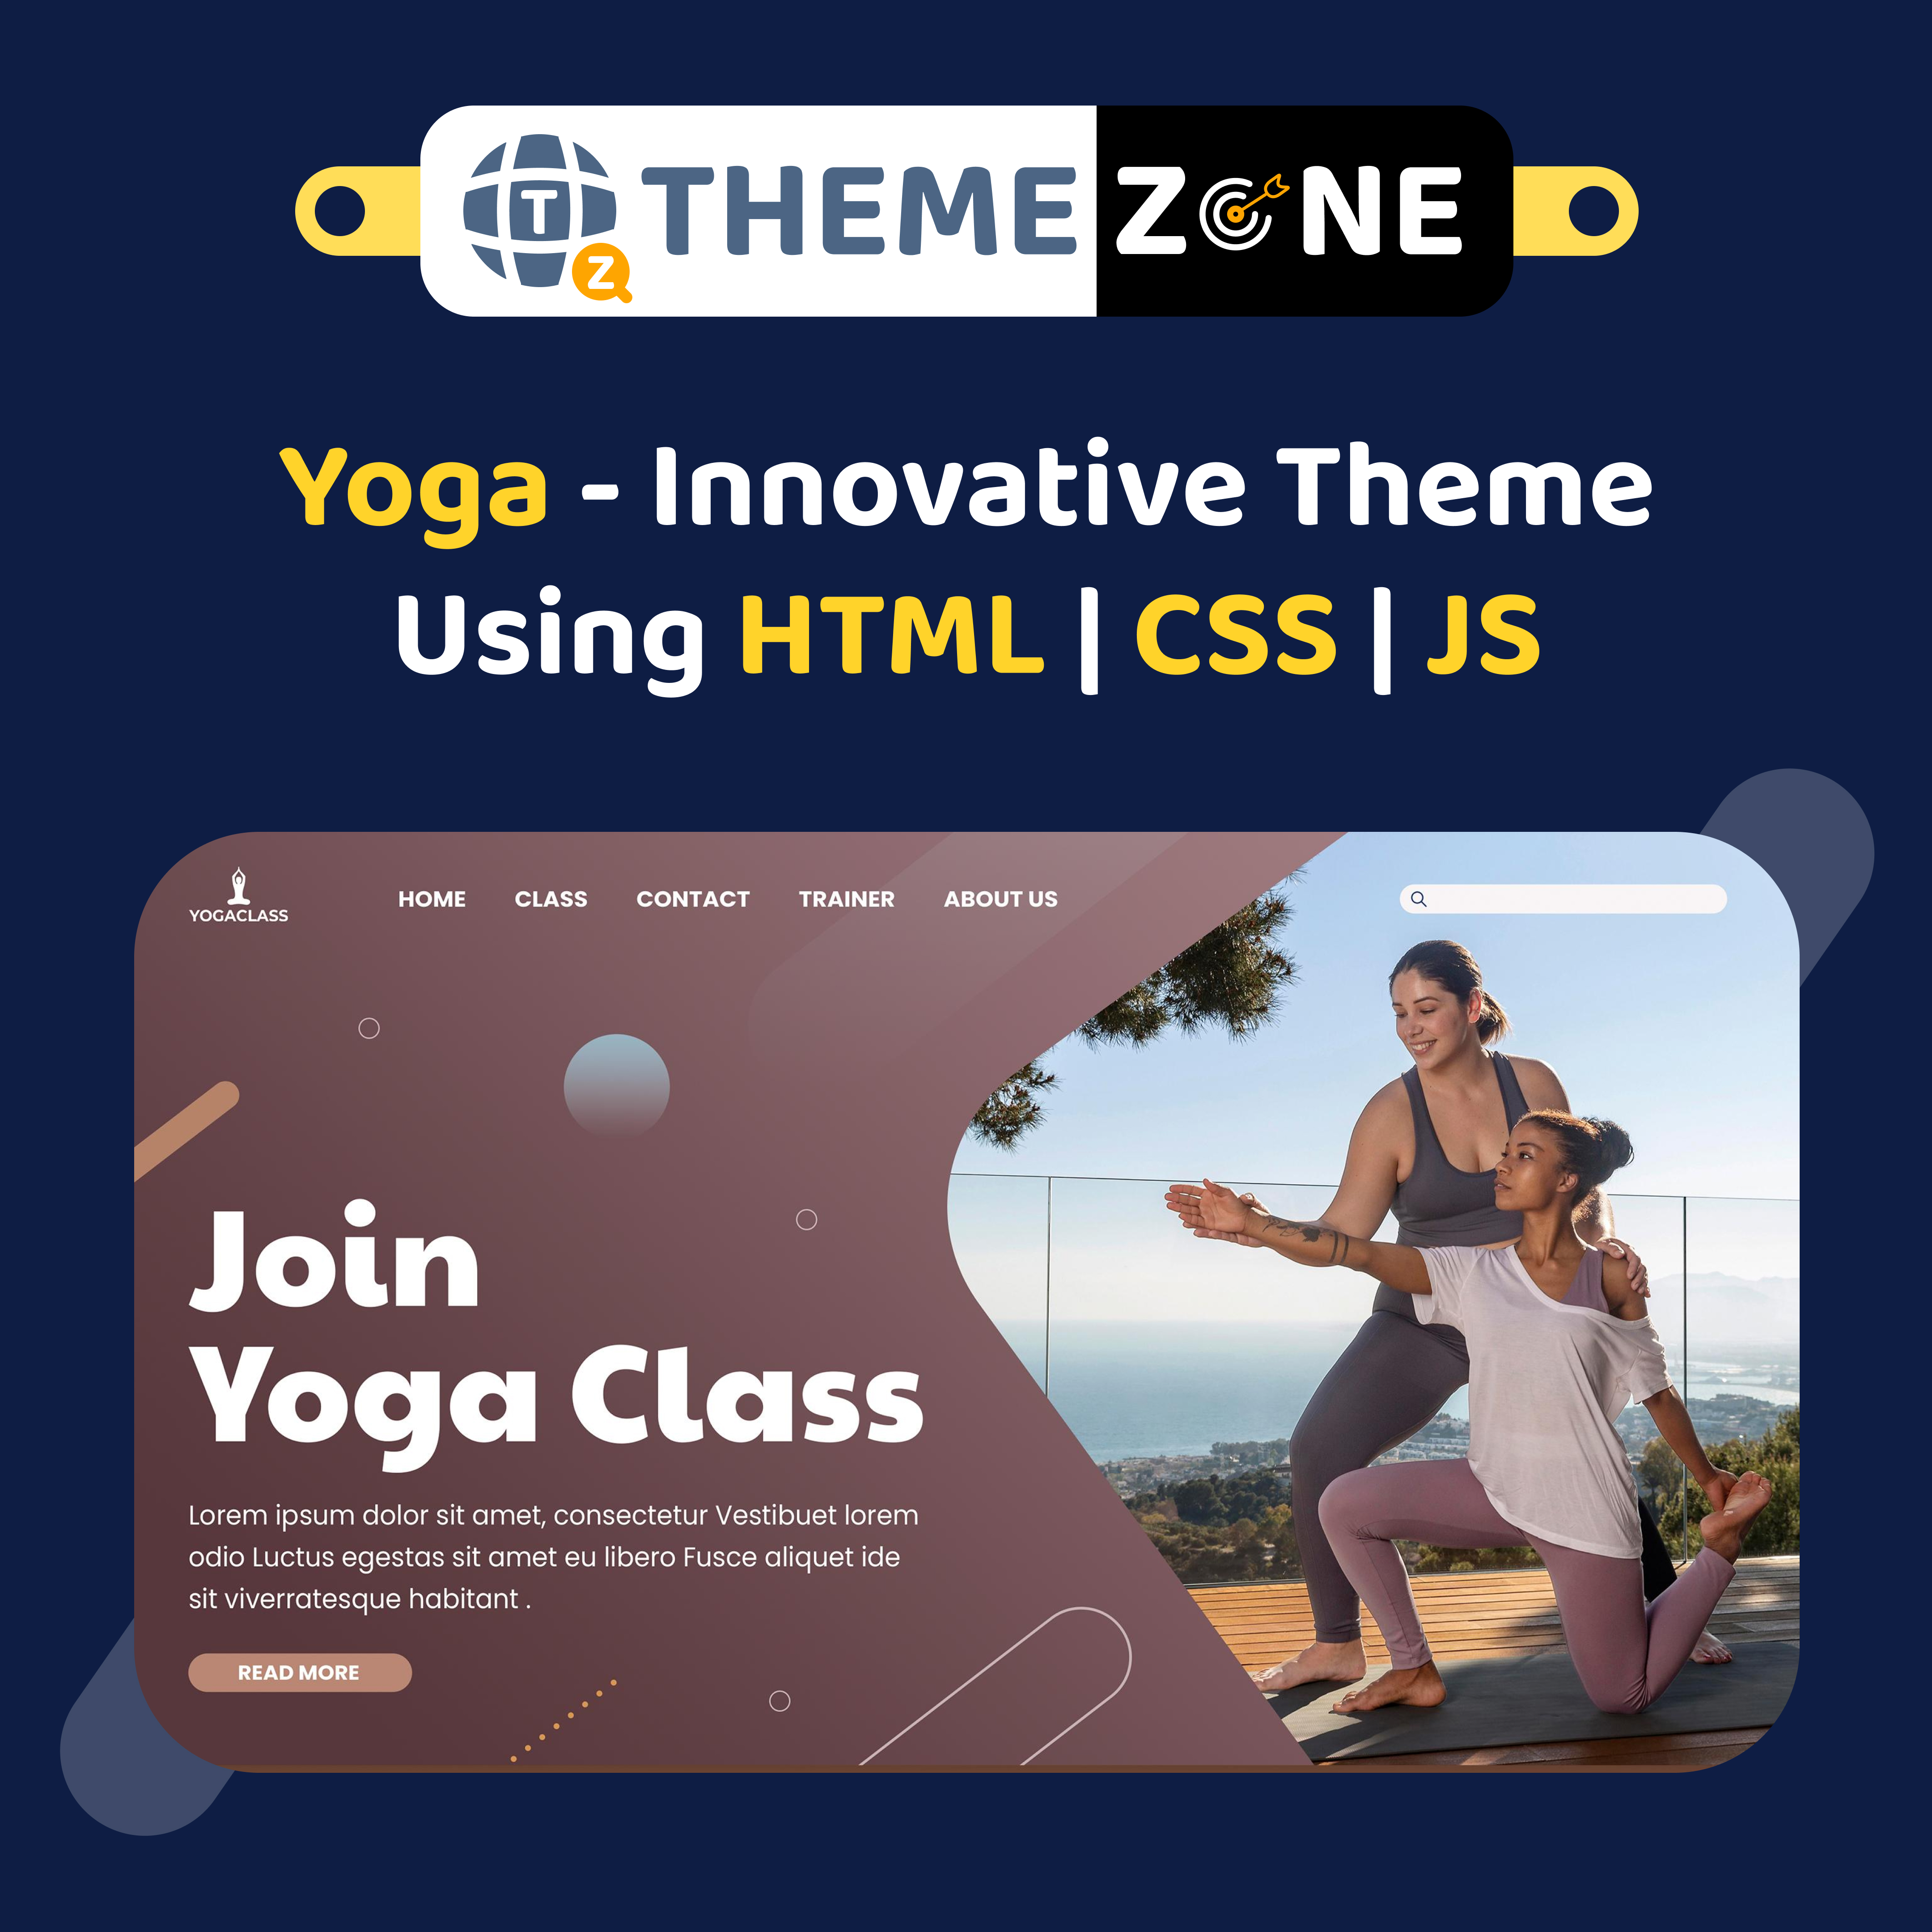 T
Z
THEME ZONE
Yoga - Innovative Theme
Using HTML | CSS | JS
YOGACLASS
HOME CLASS CONTACT TRAINER ABOUT US
Join
Yoga Class
Lorem ipsum dolor sit amet, consectetur Vestibuet lorem
odio Luctus egestas sit amet eu libero Fusce aliquet ide
sit viverratesque habitant .
READ MORE